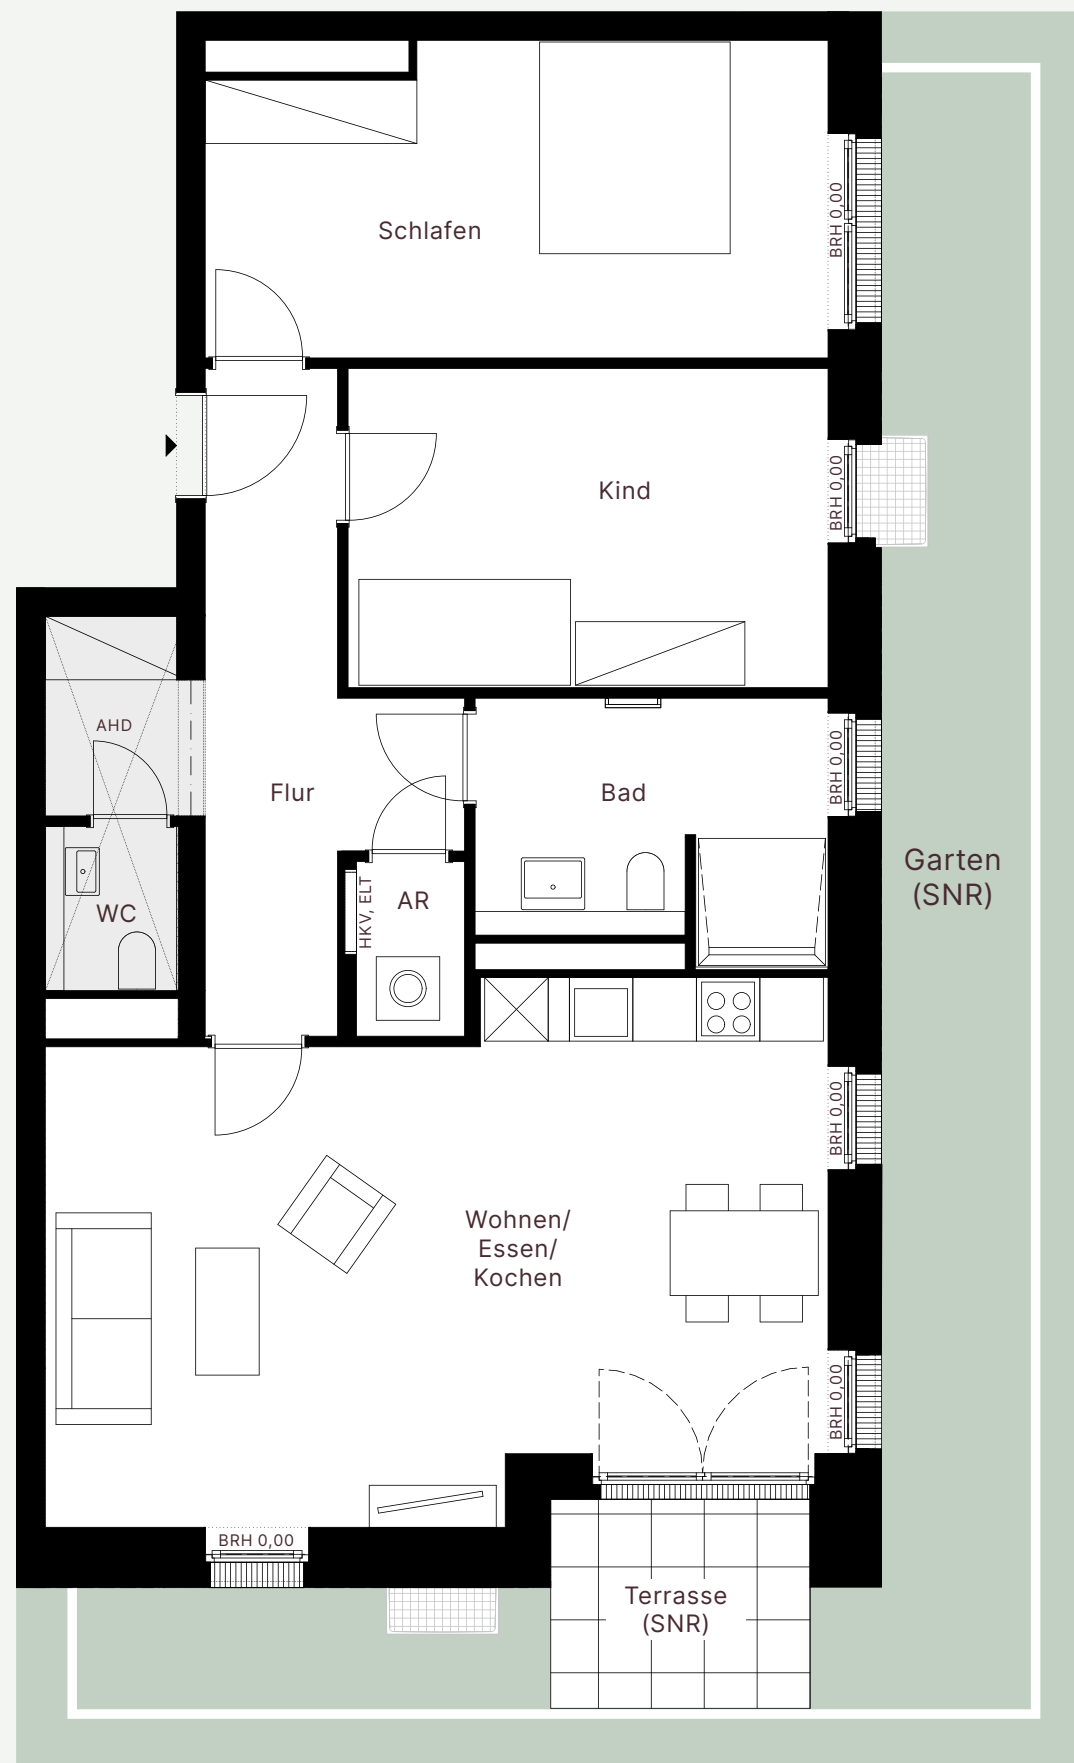 Schlafen
BRH 0,00
Kind
BRH 0,00
AHD
Flur
Bad
BRH 0,00
Garten
(SNR)
WC
HKV, ELT
AR
BRH 0,00
Wohnen/
Essen/
Kochen
BRH 0,00
BRH 0,00
Terrasse
(SNR)